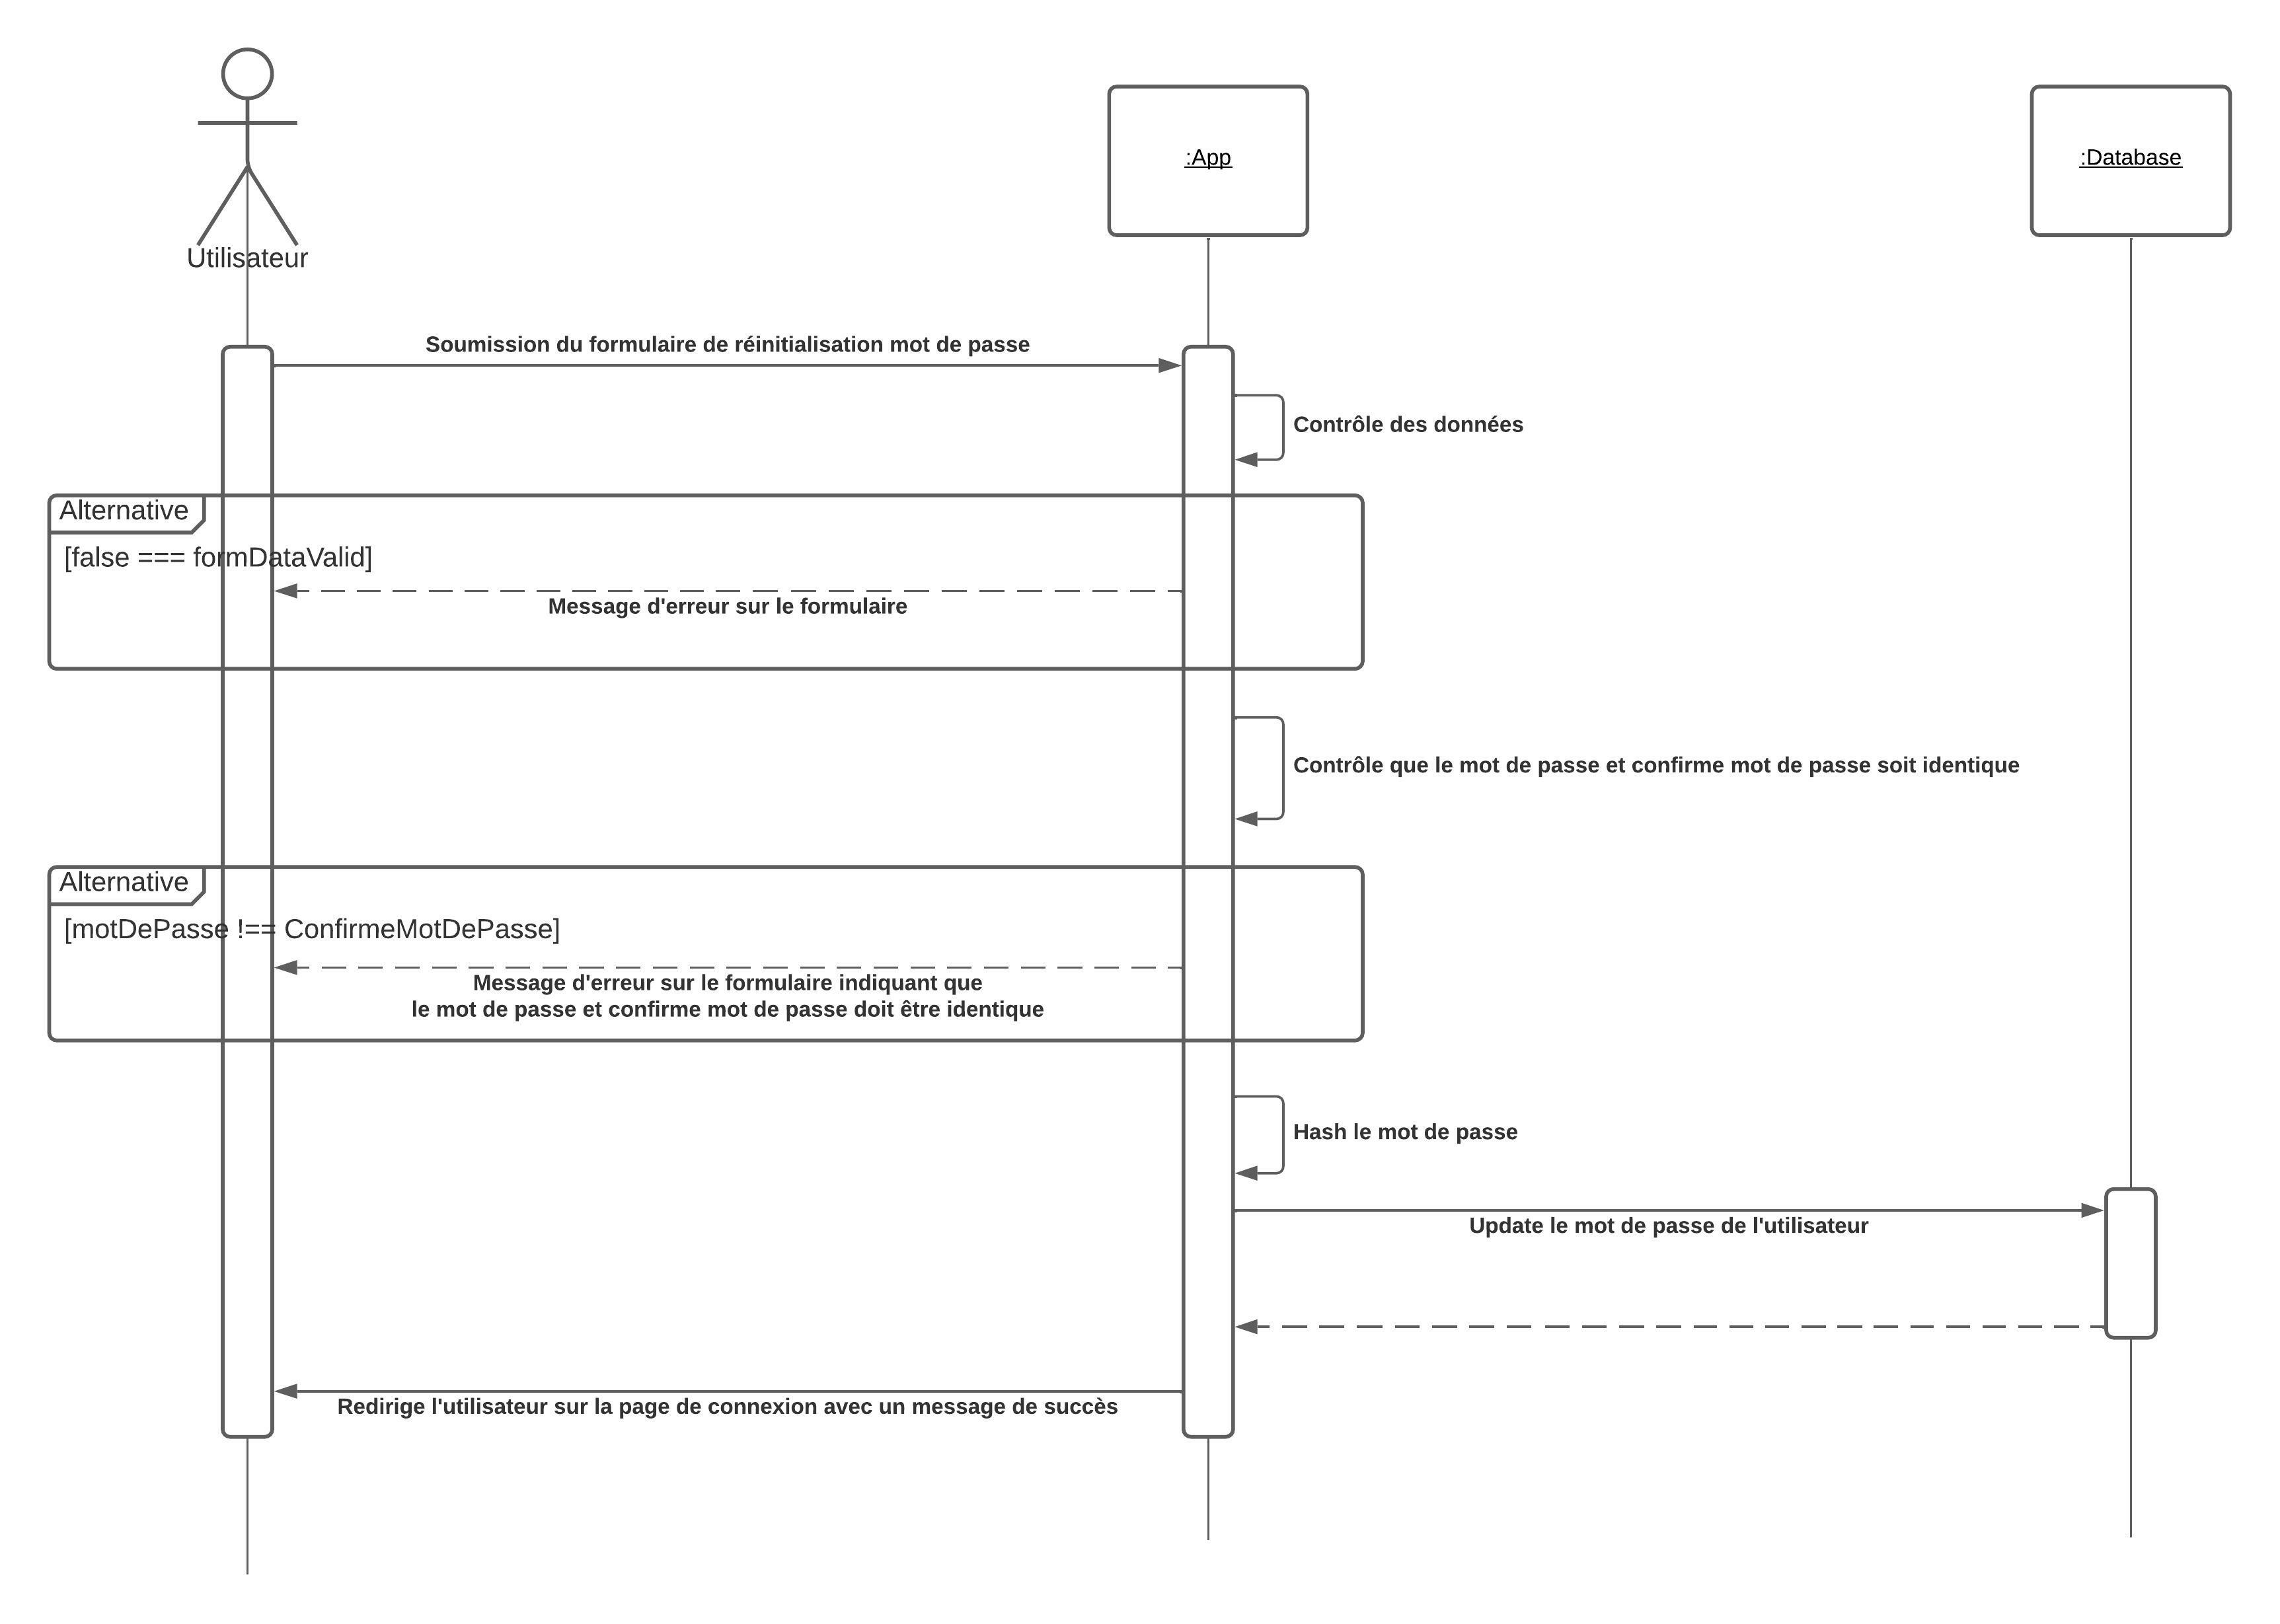 :App
:Database
Utilisateur
Soumission du formulaire de réinitialisation mot de passe
Contrôle des données
Alternative
[false === formDataValid]
Message d'erreur sur le formulaire
Contrôle que le mot de passe et confirme mot de passe soit identique
Alternative
[motDePasse !== ConfirmeMotDePasse]
Message d'erreur sur le formulaire indiquant que
le mot de passe et confirme mot de passe doit être identique
Hash le mot de passe
Update le mot de passe de l'utilisateur
Redirige l'utilisateur sur la page de connexion avec un message de succès